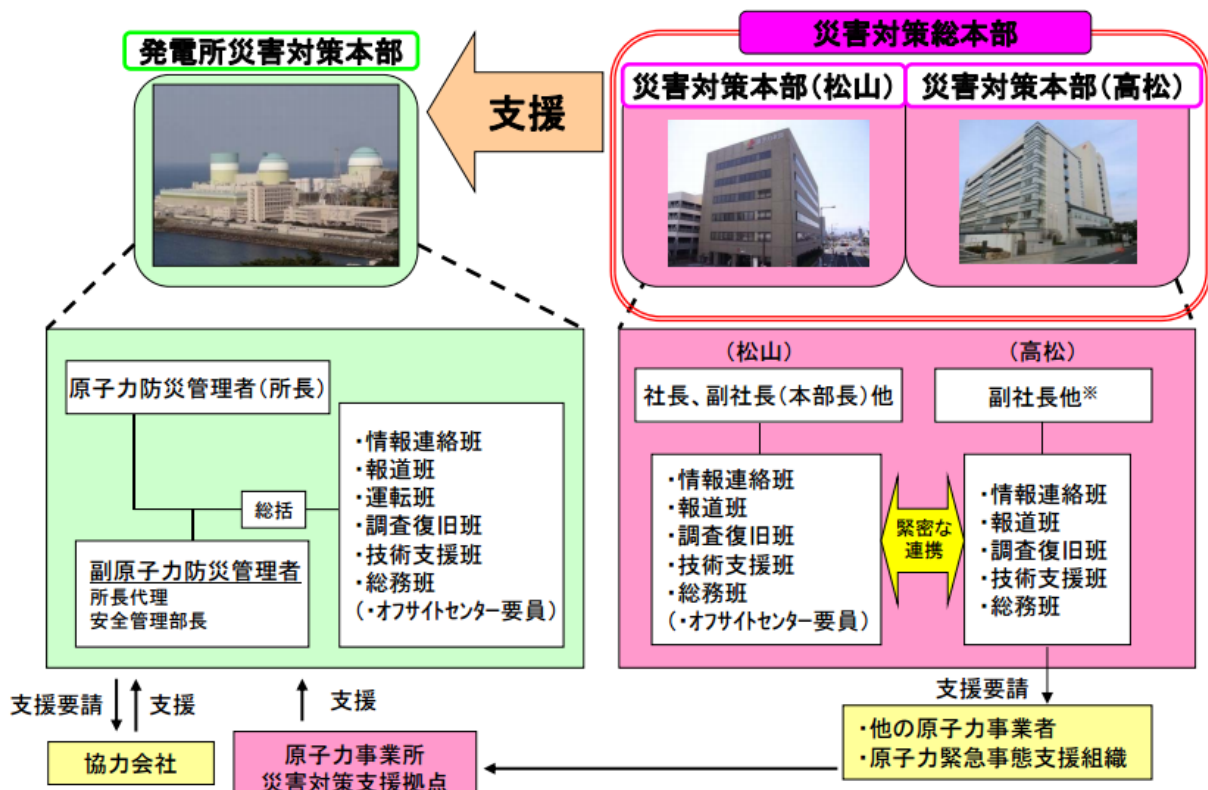 発電所災害対策本部
支援
災害対策総本部
災害対策本部(松山)
災害対策本部(高松)
原子力防災管理者(所長)
総括
副原子力防災管理者
所長代理
安全管理部長
・情報連絡班
・報道班
・運転班
・調査復旧班
・技術支援班
・総務班
(・オフサイトセンター要員)
(松山)
社長、副社長(本部長)他
・情報連絡班
・報道班
・調査復旧班
・技術支援班
・総務班
(・オフサイトセンター要員)
緊密な
連携
(高松)
副社長他※
・情報連絡班
・報道班
・調査復旧班
・技術支援班
・総務班
支援要請
支援
協力会社
支援
原子力事業所
災害対策支援拠点
支援要請
・他の原子力事業者
・原子力緊急事態支援組織